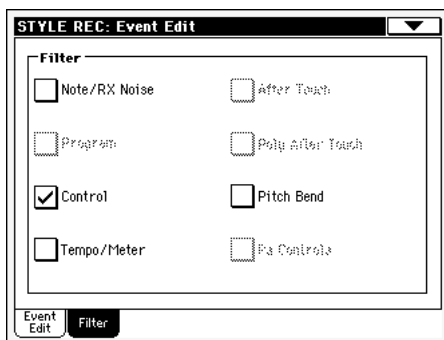 STYLE REC: Event Edit
Filter
Note/RX Noise
After Touch
Program
Poly After Touch
Control
Pitch Bend
Tempo/Meter
Pa Controls
Event Edit
Filter